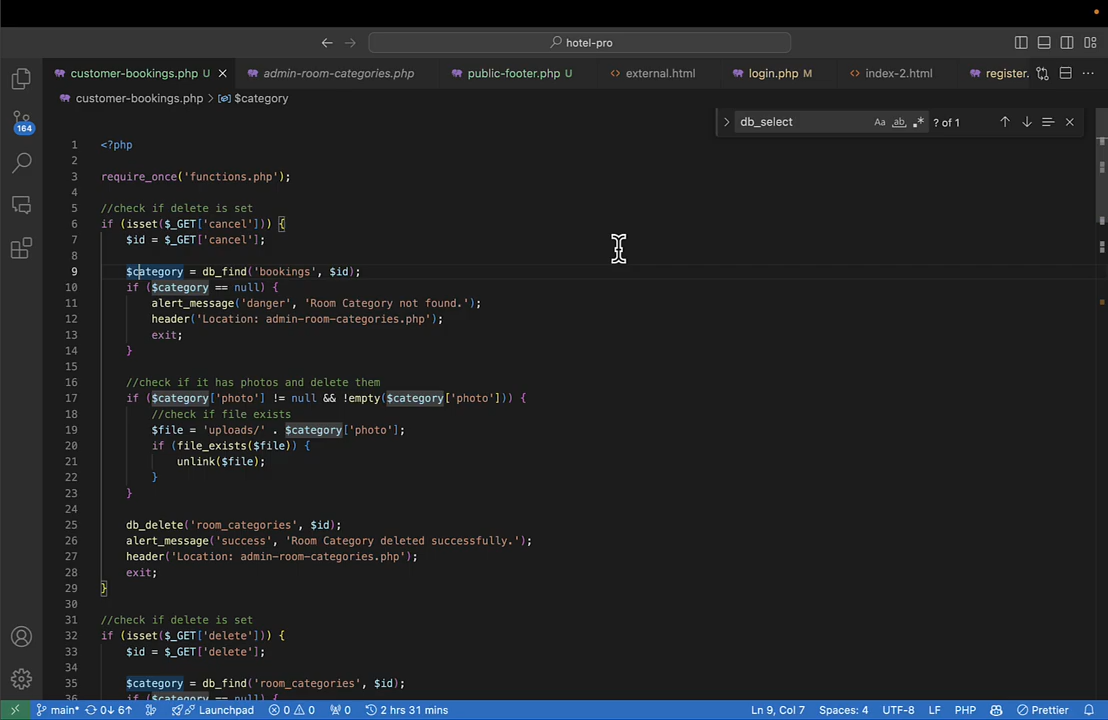 hotel-pro
customer-bookings.php U
admin-room-categories.php
public-footer.php U
external.html
login.php M
index-2.html
register.
customer-bookings.php > $category
db_select
Aa
ab
? of 1
164
1 <?php
2
3 require_once('functions.php');
4
5 //check if delete is set
6 if (isset($_GET['cancel'])) {
7 $id = $_GET['cancel'];
8
9 $category = db_find('bookings', $id);
10 if ($category == null) {
11 alert_message('danger', 'Room Category not found.');
12 header('Location: admin-room-categories.php');
13 exit;
14 }
15
16 //check if it has photos and delete them
17 if ($category['photo'] != null && !empty($category['photo'])) {
18 //check if file exists
19 $file = 'uploads/' . $category['photo'];
20 if (file_exists($file)) {
21 unlink($file);
22 }
23 }
24
25 db_delete('room_categories', $id);
26 alert_message('success', 'Room Category deleted successfully.');
27 header('Location: admin-room-categories.php');
28 exit;
29 }
30
31 //check if delete is set
32 if (isset($_GET['delete'])) {
33 $id = $_GET['delete'];
34
35 $category = db_find('room_categories', $id);
36 if ($category == null) {
main* 0↓ 6↑ Launchpad 0 0 0 2 hrs 31 mins Ln 9, Col 7 Spaces: 4 UTF-8 LF PHP Prettier